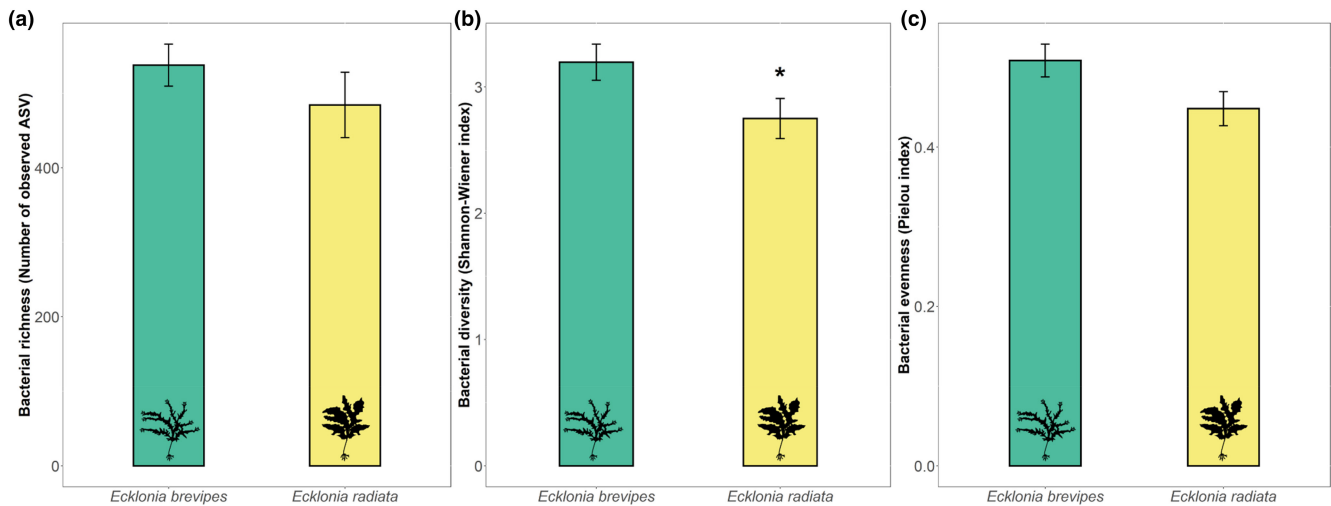 (a)
Bacterial richness (Number of observed ASV)
400
200
0
Ecklonia brevipes
Ecklonia radiata
(b)
Bacterial diversity (Shannon-Wiener index)
3
2
1
0
*
Ecklonia brevipes
Ecklonia radiata
(c)
Bacterial evenness (Pielou index)
0.4
0.2
0.0
Ecklonia brevipes
Ecklonia radiata